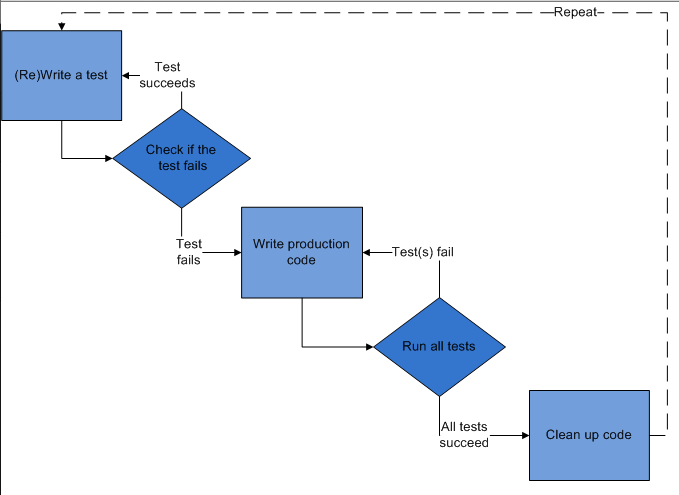 Repeat
(Re)Write a test
Test
succeeds
Check if the
test fails
Test
fails
Write production
code
Test(s) fail
Run all tests
All tests
succeed
Clean up code